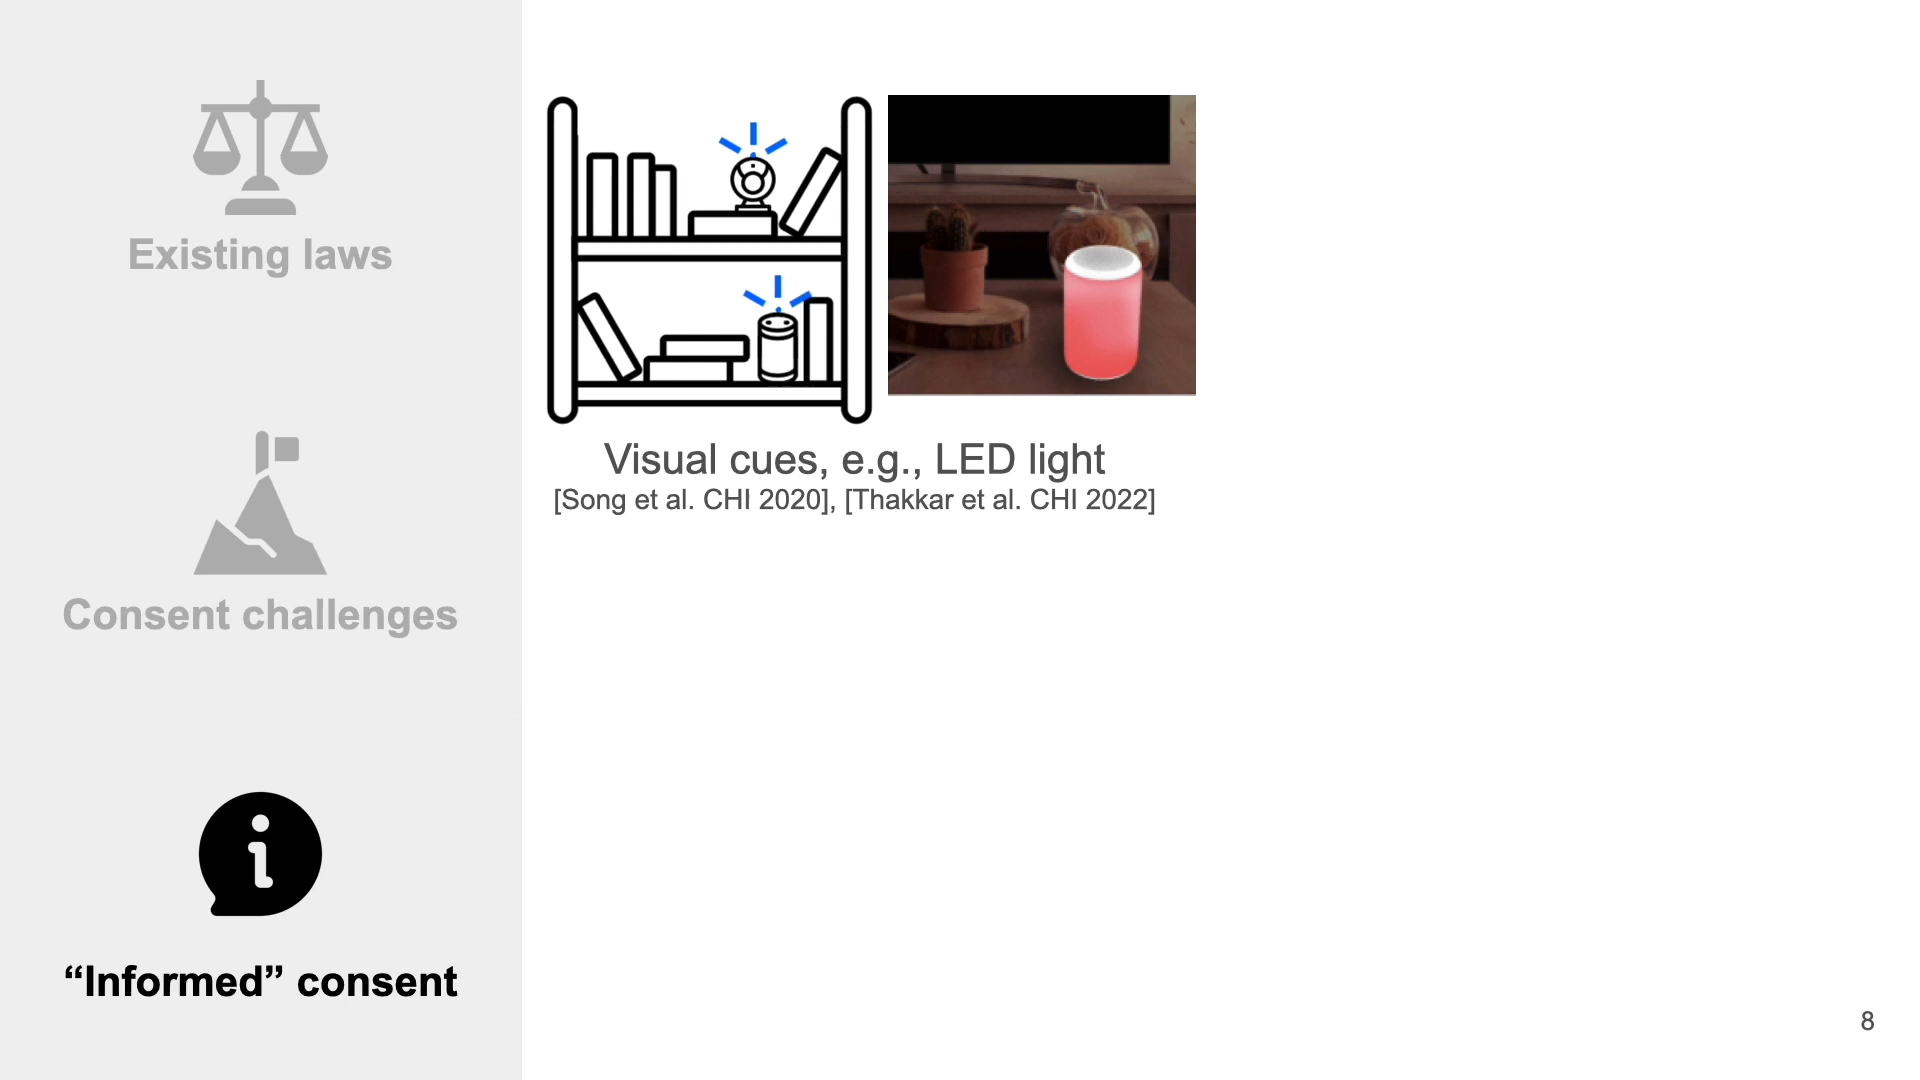 Existing laws
Consent challenges
“Informed” consent
Visual cues, e.g., LED light
[Song et al. CHI 2020], [Thakkar et al. CHI 2022]
8